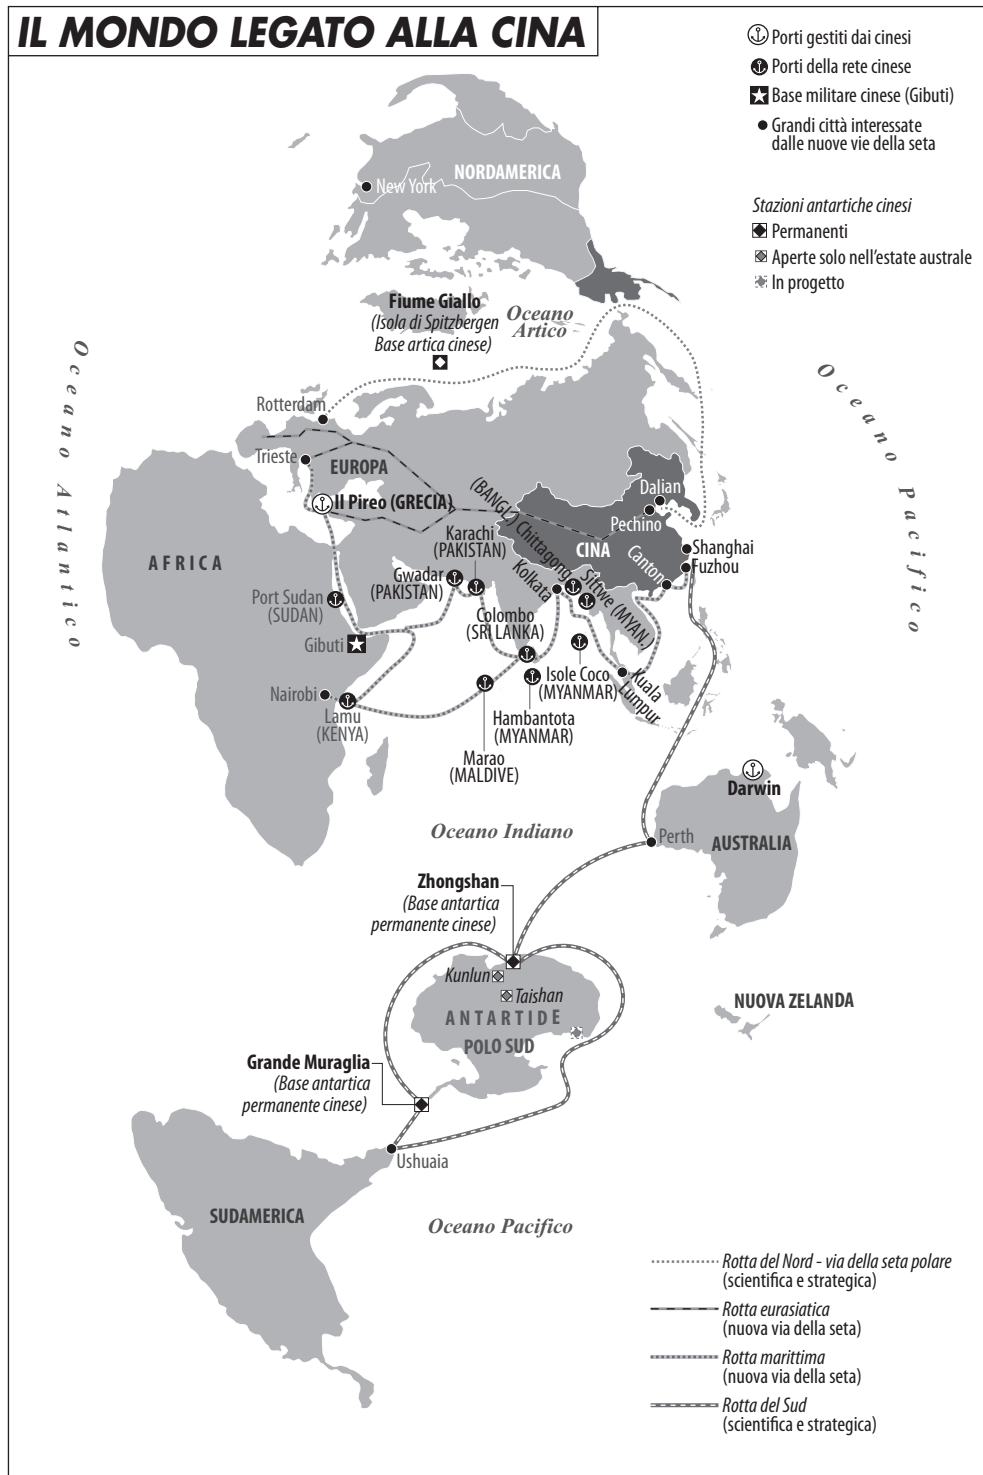 IL MONDO LEGATO ALLA CINA
Porti gestiti dai cinesi
Porti della rete cinese
Base militare cinese (Gibuti)
Grandi città interessate
dalle nuove vie della seta
Stazioni antartiche cinesi
Permanenti
Aperte solo nell'estate australe
In progetto
NORDAMERICA
New York
Fiume Giallo
(Isola di Spitzbergen
Base artica cinese)
Oceano
Artico
Oceano Atlantico
Oceano Pacifico
Rotterdam
Trieste
EUROPA
Il Pireo (GRECIA)
Dalian
Pechino
CINA
Shanghai
Fuzhou
Canton
(BANGL.) Chittagong
Kolkata
Sittwe (MYAN.)
Karachi
(PAKISTAN)
Gwadar
(PAKISTAN)
AFRICA
Port Sudan
(SUDAN)
Gibuti
Colombo
(SRI LANKA)
Isole Coco
(MYANMAR)
Kuala
Lumpur
Nairobi
Lamu
(KENYA)
Hambantota
(MYANMAR)
Marao
(MALDIVE)
Darwin
Oceano Indiano
Perth
AUSTRALIA
Zhongshan
(Base antartica
permanente cinese)
Kunlun
Taishan
ANTARTIDE
POLO SUD
NUOVA ZELANDA
Grande Muraglia
(Base antartica
permanente cinese)
Ushuaia
SUDAMERICA
Oceano Pacifico
Rotta del Nord - via della seta polare
(scientifica e strategica)
Rotta eurasiatica
(nuova via della seta)
Rotta marittima
(nuova via della seta)
Rotta del Sud
(scientifica e strategica)